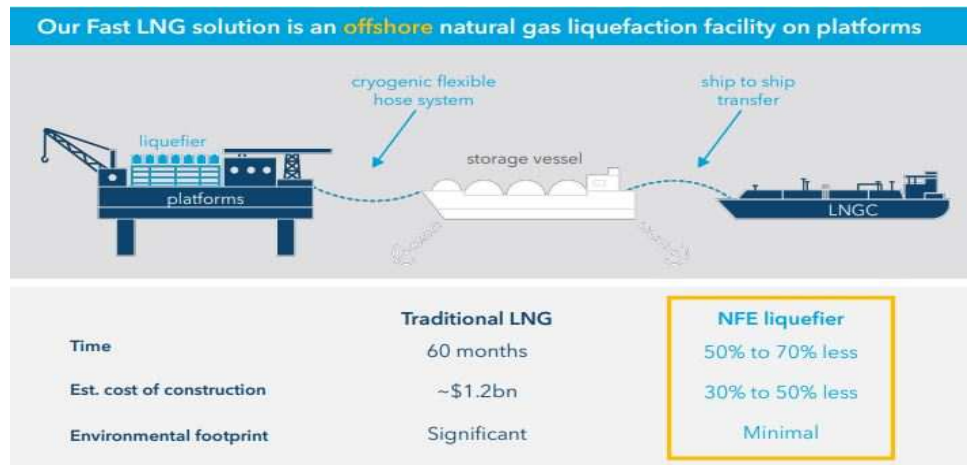 Our Fast LNG solution is an offshore natural gas liquefaction facility on platforms
cryogenic flexible
hose system
ship to ship
transfer
liquefier
storage vessel
platforms
LNGC
Traditional LNG
NFE liquefier
Time
60 months
50% to 70% less
Est. cost of construction
~$1.2bn
30% to 50% less
Environmental footprint
Significant
Minimal